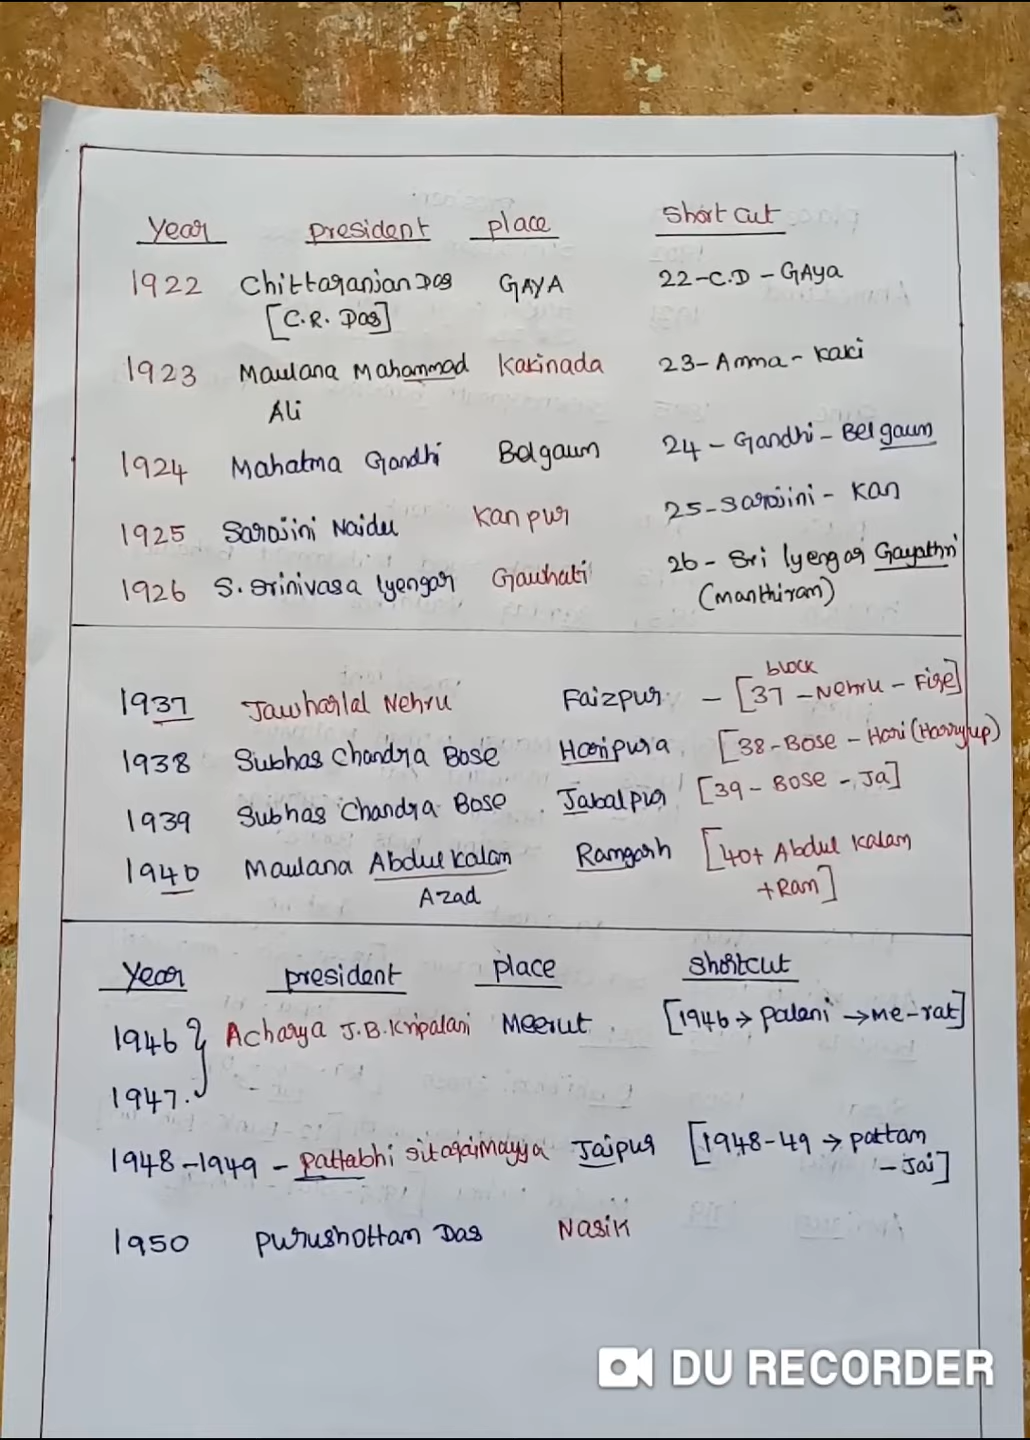 Year president place Short cut
1922 Chittaranjan Das GAYA 22-C.D - GAya
[C.R. Das]
1923 Maulana Mahammad Kakinada 23-Amma-Kaki
Ali
1924 Mahatma Gandhi Belgaum 24 - Gandhi - Belgaum
1925 Sarojini Naidu Kanpur 25-Sarojini - Kan
1926 S. Srinivasa Iyengar Gauhati 26 - Sri Iyengar Gayathri
(Manthiram)
block
1937 Jawharlal Nehru Faizpur - [37 -Nehru - Fire]
1938 Subhas Chandra Bose Haripura [38-Bose - Hari (Harryup)
1939 Subhas Chandra Bose Jabalpur [39 - Bose - Ja]
1940 Maulana Abdul kalam Ramgarh [40+ Abdul Kalam
Azad +Ram]
Year president place shortcut
1946 } Acharya J.B.Kripalani Meerut [1946 → Palani → Me-rat]
1947.
1948-1949 - Pattabhi Sitaraimayya Jaipur [1948-49 → pattam
- Jai]
1950 Purushottam Das Nasik
DU RECORDER